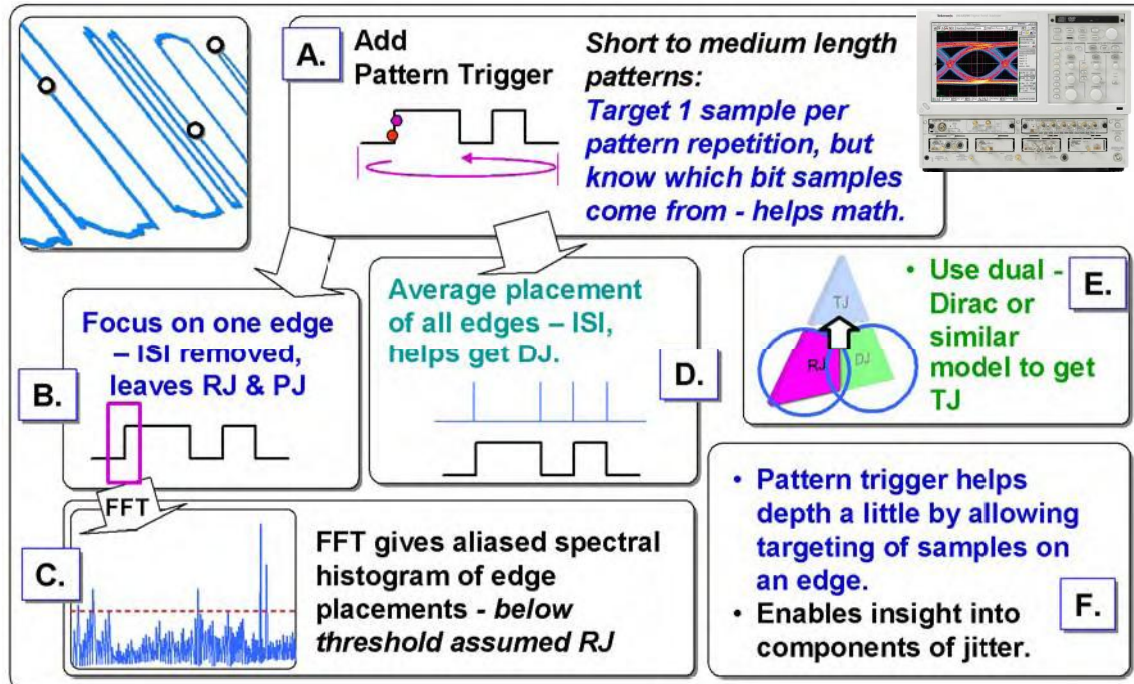 A.
Add
Pattern Trigger
Short to medium length
patterns:
Target 1 sample per
pattern repetition, but
know which bit samples
come from - helps math.
Tektronix
B.
Focus on one edge
– ISI removed,
leaves RJ & PJ
FFT
Average placement
of all edges – ISI,
helps get DJ.
D.
TJ
RJ
DJ
• Use dual -
Dirac or
similar
model to get
TJ
E.
C.
FFT gives aliased spectral
histogram of edge
placements - below
threshold assumed RJ
• Pattern trigger helps
depth a little by allowing
targeting of samples on
an edge.
• Enables insight into
components of jitter.
F.